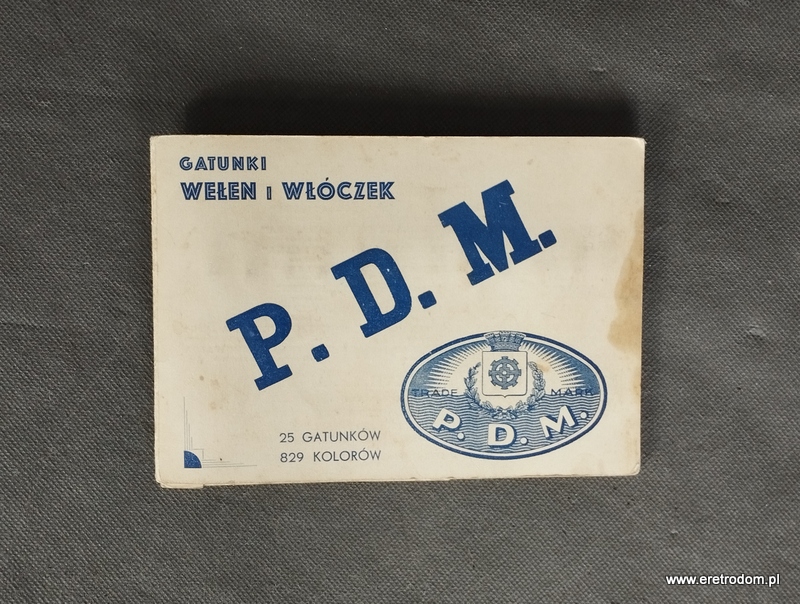 GATUNKI
WEŁEN I WŁÓCZEK
P. D. M.
TRADE MARK
P. D. M.
25 GATUNKÓW
829 KOLORÓW
www.eretrodom.pl